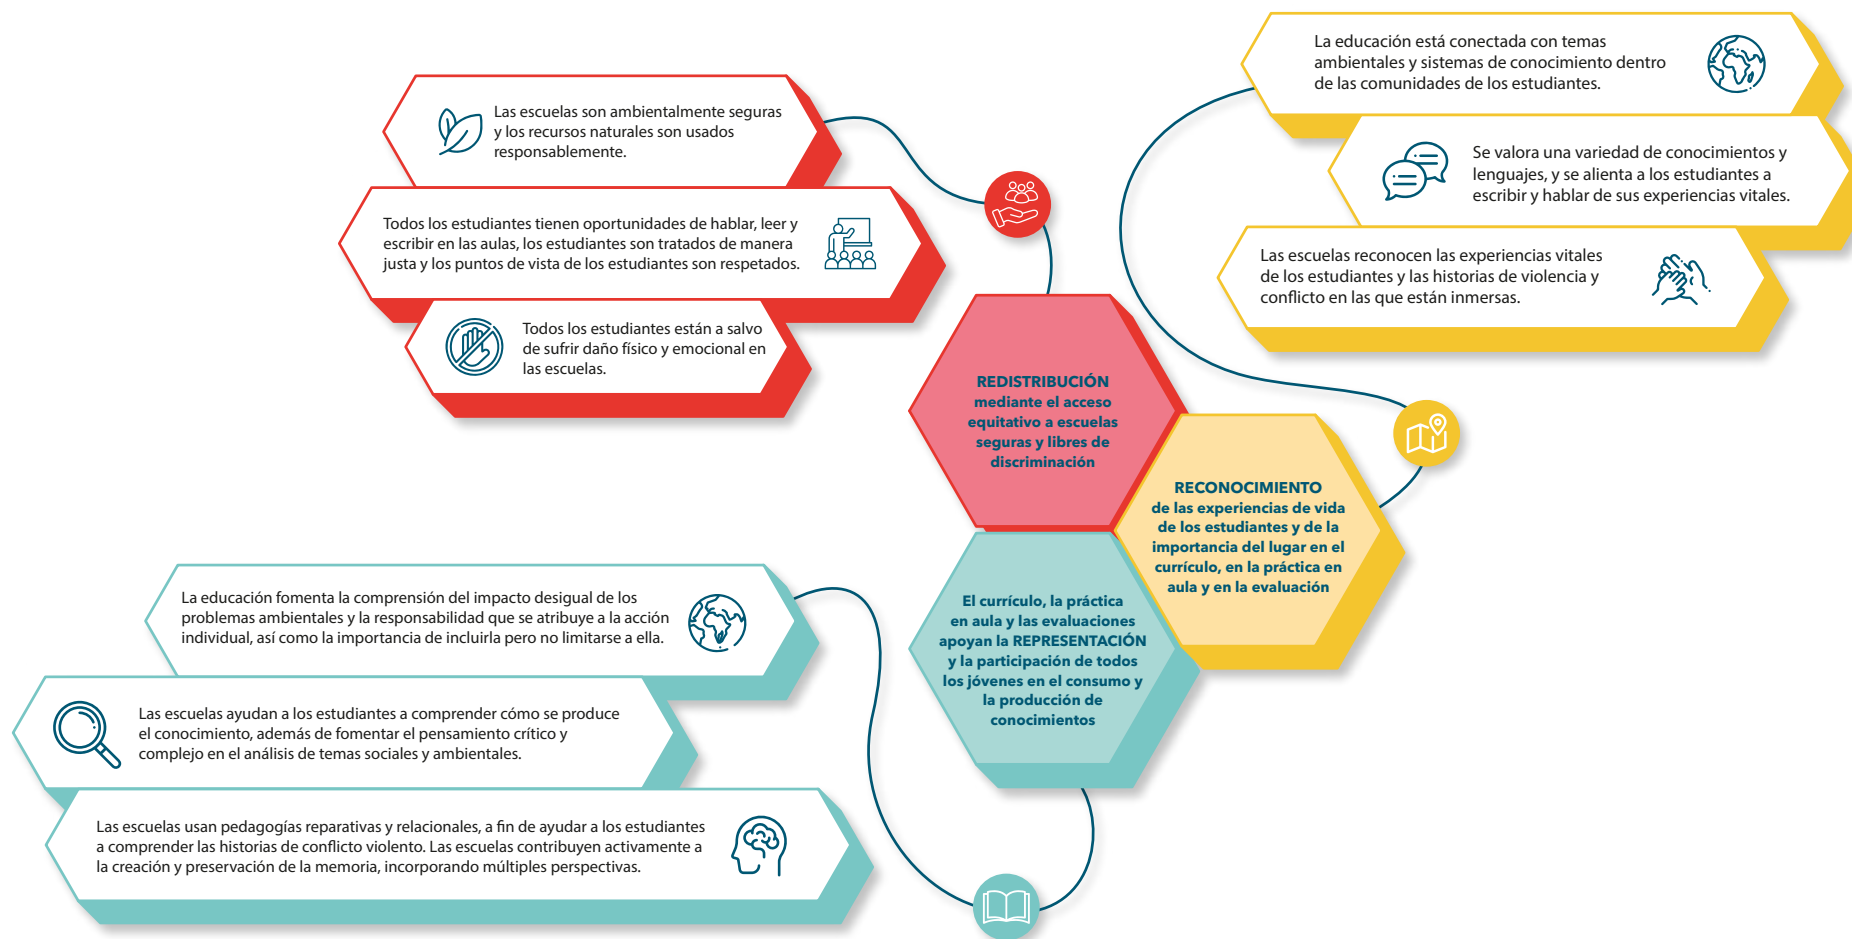 Las escuelas son ambientalmente seguras
y los recursos naturales son usados
responsablemente.
Todos los estudiantes tienen oportunidades de hablar, leer y
escribir en las aulas, los estudiantes son tratados de manera
justa y los puntos de vista de los estudiantes son respetados.
Todos los estudiantes están a salvo
de sufrir daño físico y emocional en
las escuelas.
La educación está conectada con temas
ambientales y sistemas de conocimiento dentro
de las comunidades de los estudiantes.
Se valora una variedad de conocimientos y
lenguajes, y se alienta a los estudiantes a
escribir y hablar de sus experiencias vitales.
Las escuelas reconocen las experiencias vitales
de los estudiantes y las historias de violencia y
conflicto en las que están inmersas.
REDISTRIBUCIÓN
mediante el acceso
equitativo a escuelas
seguras y libres de
discriminación
RECONOCIMIENTO
de las experiencias de vida
de los estudiantes y de la
importancia del lugar en el
currículo, en la práctica en
aula y en la evaluación
El currículo, la práctica
en aula y las evaluaciones
apoyan la REPRESENTACIÓN
y la participación de todos
los jóvenes en el consumo y
la producción de
conocimientos
La educación fomenta la comprensión del impacto desigual de los
problemas ambientales y la responsabilidad que se atribuye a la acción
individual, así como la importancia de incluirla pero no limitarse a ella.
Las escuelas ayudan a los estudiantes a comprender cómo se produce
el conocimiento, además de fomentar el pensamiento crítico y
complejo en el análisis de temas sociales y ambientales.
Las escuelas usan pedagogías reparativas y relacionales, a fin de ayudar a los estudiantes
a comprender las historias de conflicto violento. Las escuelas contribuyen activamente a
la creación y preservación de la memoria, incorporando múltiples perspectivas.